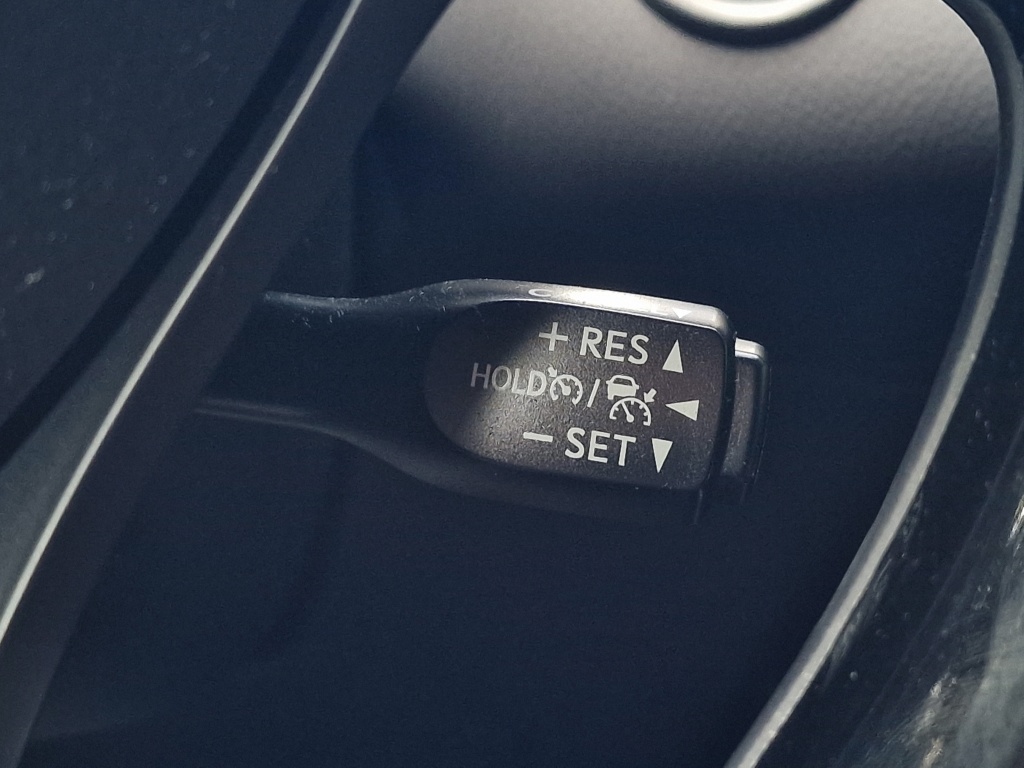 + RES
HOLD /
− SET